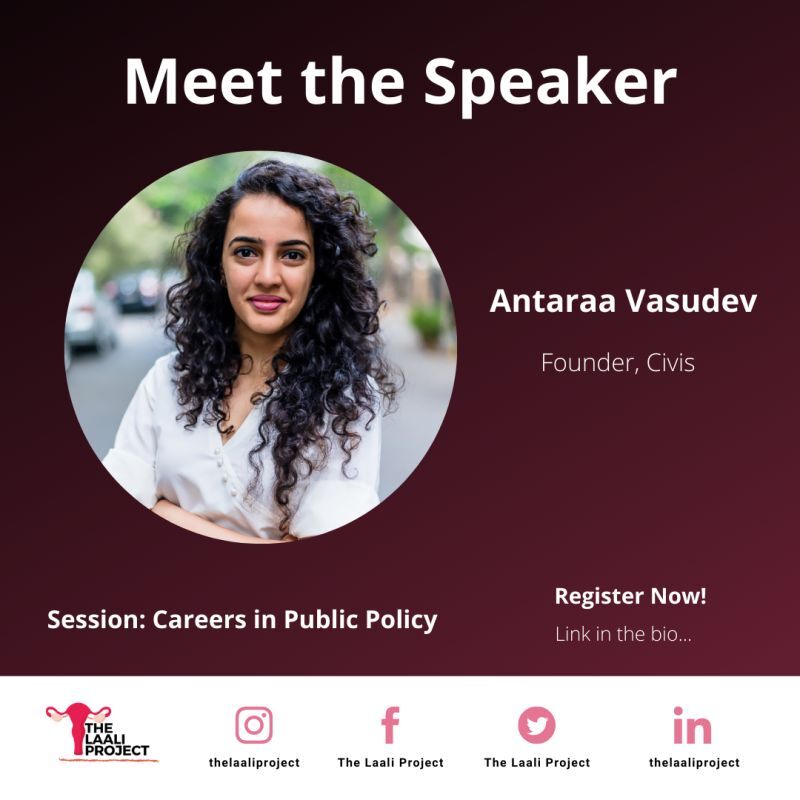 Meet the Speaker
Antaraa Vasudev
Founder, Civis
Session: Careers in Public Policy
Register Now!
Link in the bio...
THE
LAALI
PROJECT
thelaaliproject
The Laali Project
The Laali Project
thelaaliproject